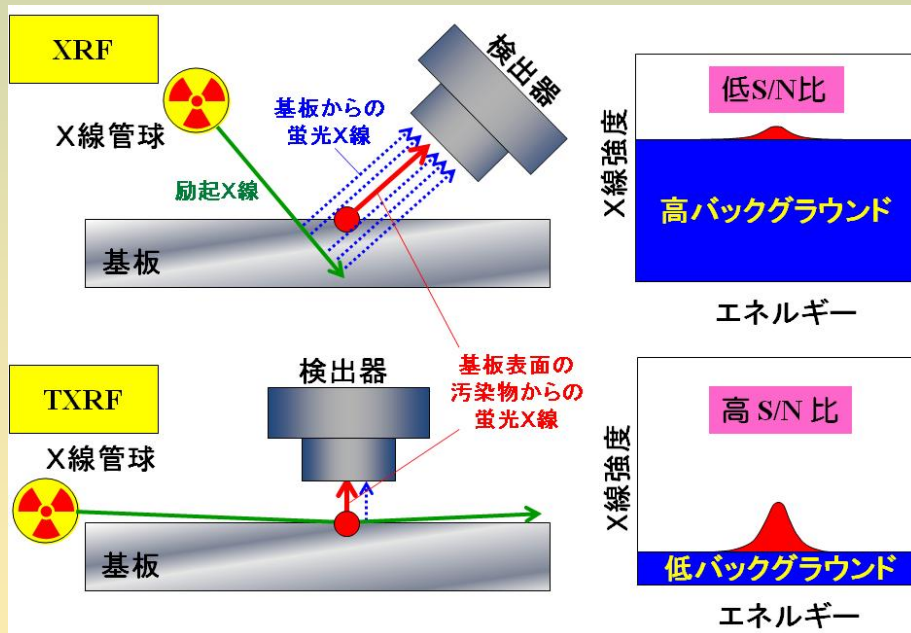 XRF
X線管球
励起X線
基板からの
蛍光X線
検出器
基板
低S/N比
高バックグラウンド
X線強度
エネルギー
基板表面の
汚染物からの
蛍光X線
TXRF
X線管球
検出器
基板
高 S/N 比
低バックグラウンド
X線強度
エネルギー